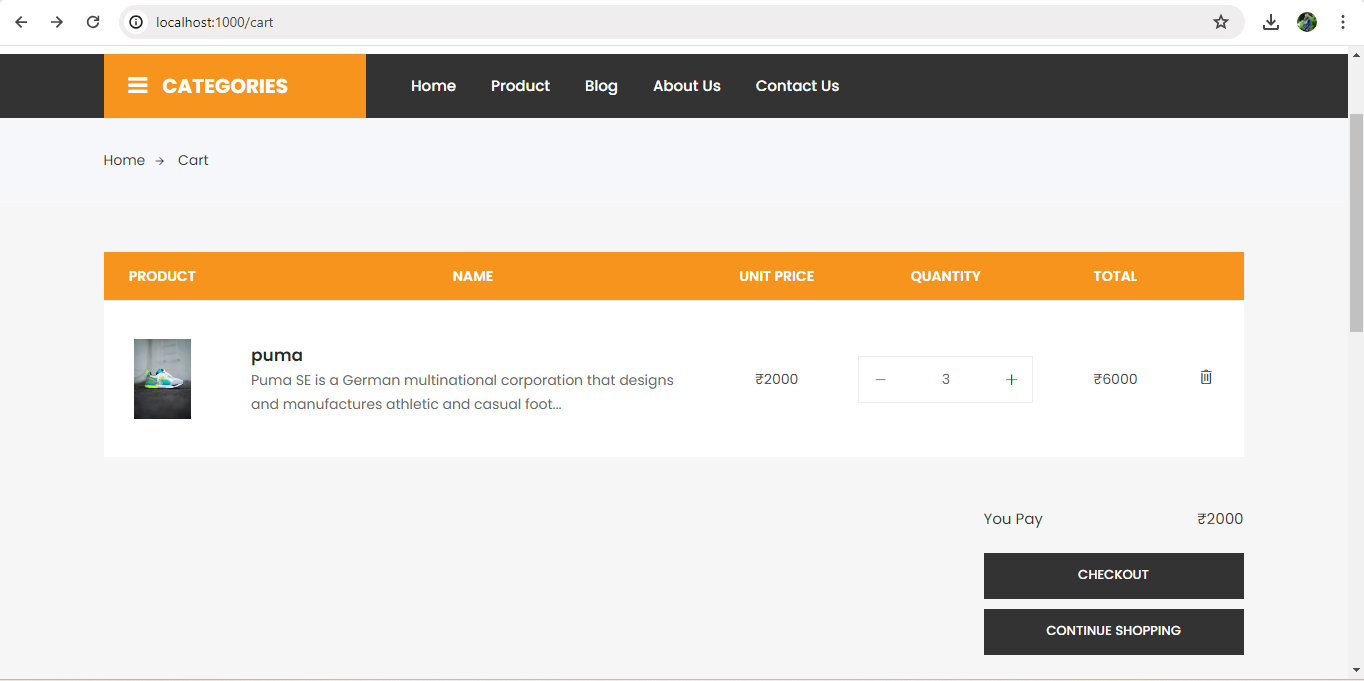 localhost:1000/cart
CATEGORIES Home Product Blog About Us Contact Us
Home → Cart
PRODUCT NAME UNIT PRICE QUANTITY TOTAL
puma
Puma SE is a German multinational corporation that designs
and manufactures athletic and casual foot...
₹2000 − 3 + ₹6000
You Pay ₹2000
CHECKOUT
CONTINUE SHOPPING